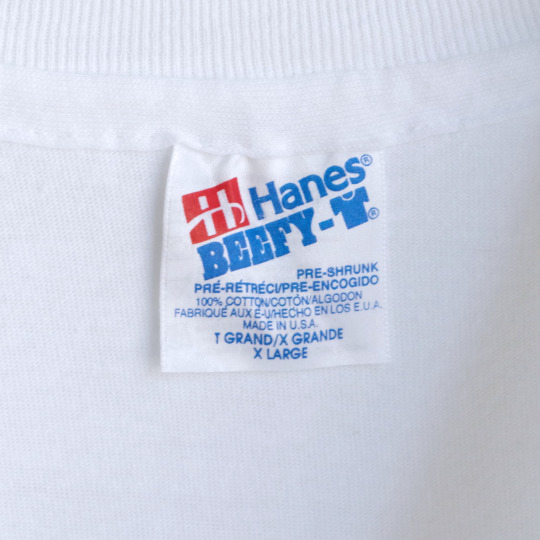 Hanes®
BEEFY-T®
PRE-SHRUNK
PRÉ-RÉTRÉCI/PRE-ENCOGIDO
100% COTTON/COTÓN/ALGODON
FABRIQUÉ AUX É-U/HECHO EN LOS E.U.A.
MADE IN U.S.A.
T GRAND/X GRANDE
X LARGE